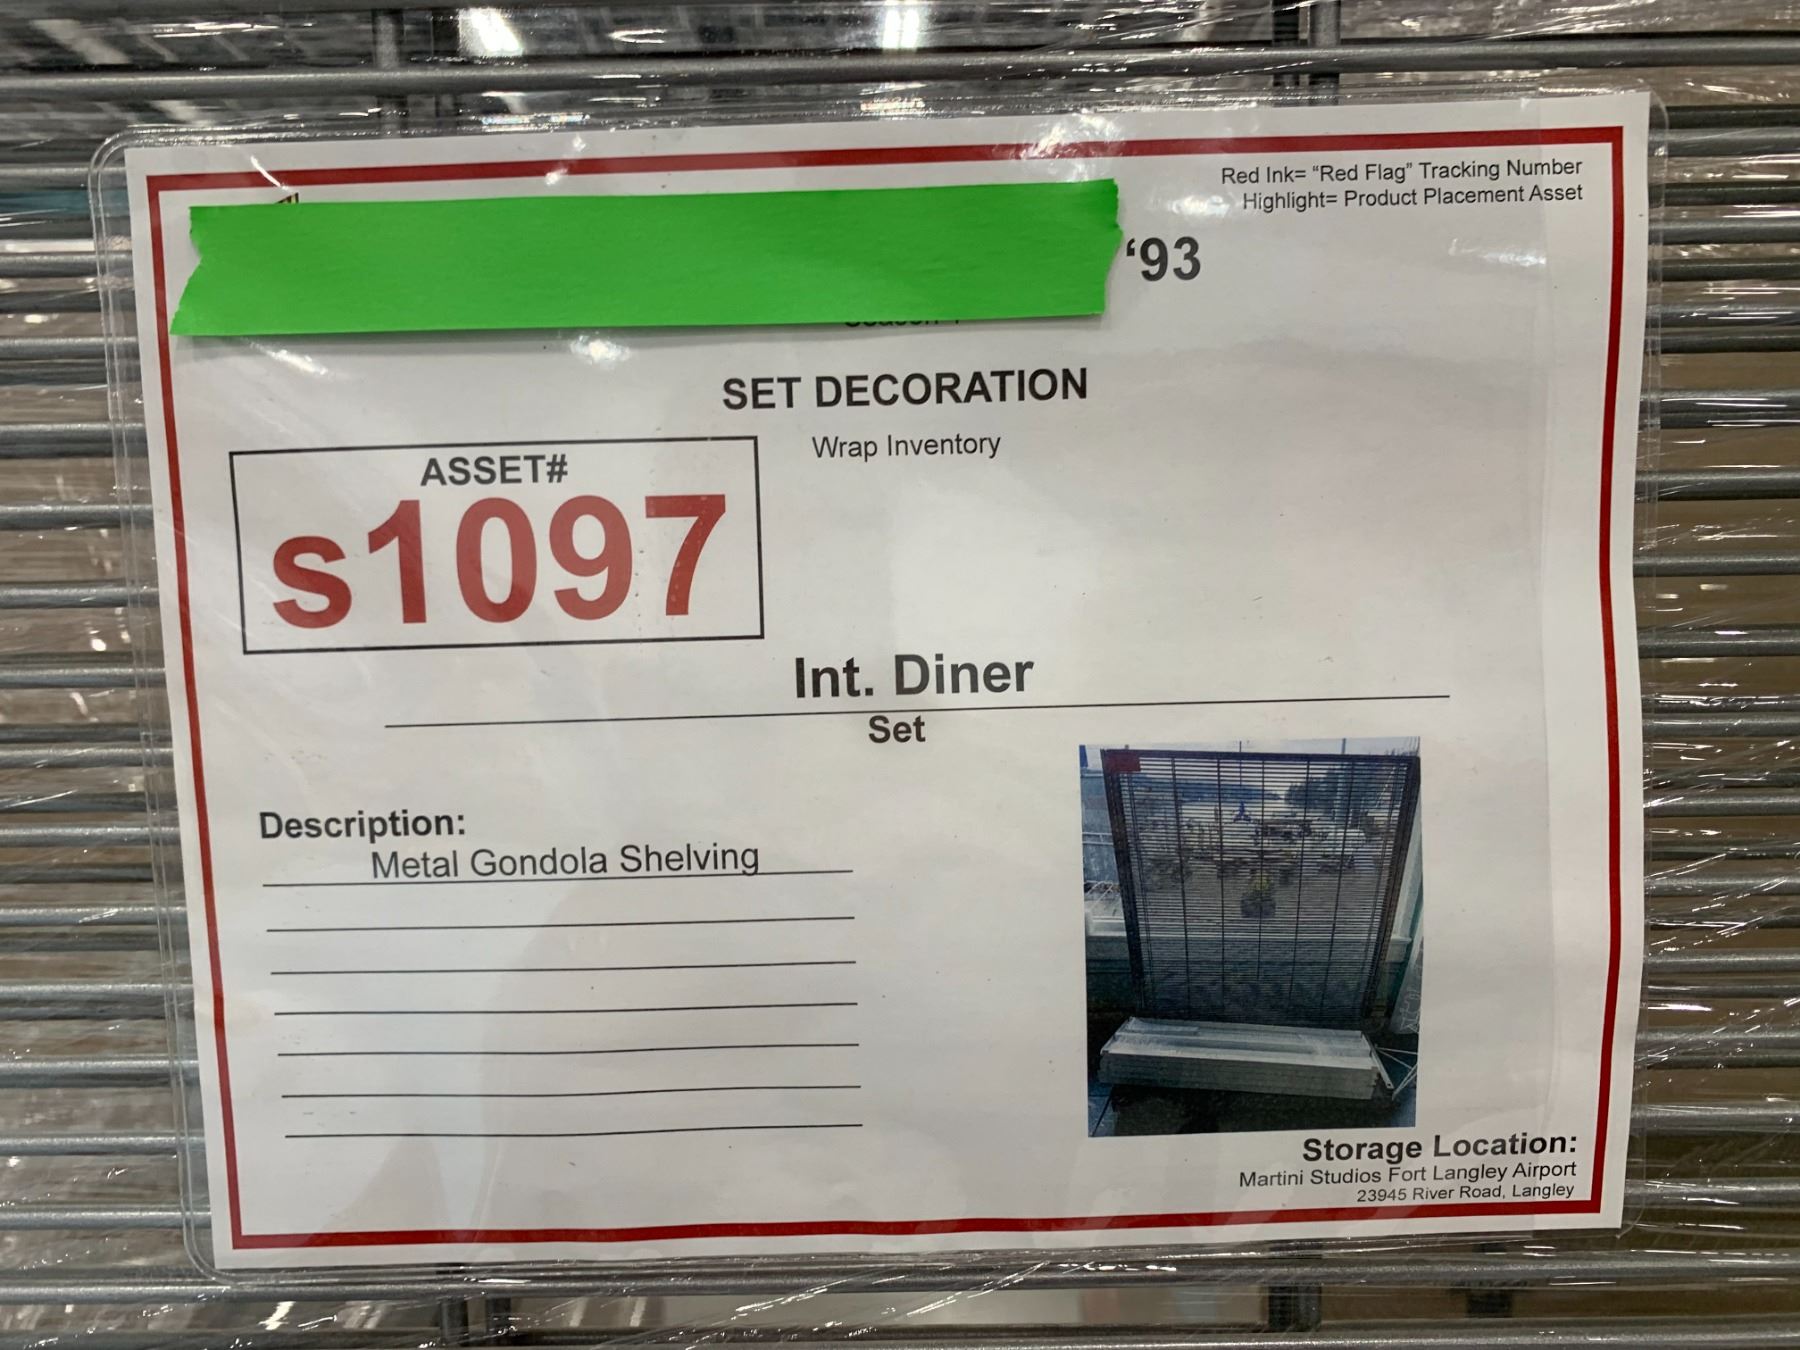 Red Ink= “Red Flag” Tracking Number
Highlight= Product Placement Asset
‘93
SET DECORATION
Wrap Inventory
ASSET#
s1097
Int. Diner
Set
Description:
Metal Gondola Shelving
Storage Location:
Martini Studios Fort Langley Airport
23945 River Road, Langley